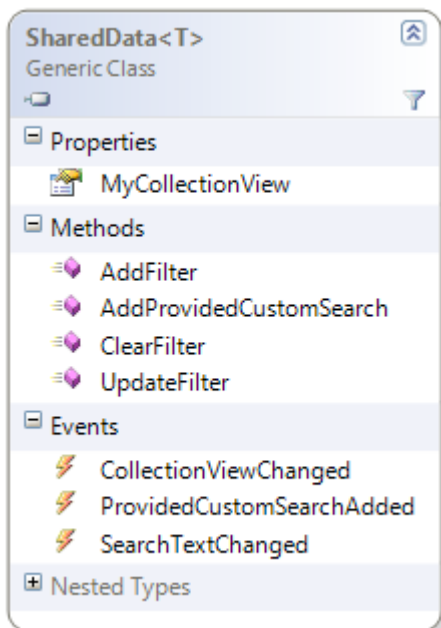 SharedData<T>
Generic Class
Properties
MyCollectionView
Methods
AddFilter
AddProvidedCustomSearch
ClearFilter
UpdateFilter
Events
CollectionViewChanged
ProvidedCustomSearchAdded
SearchTextChanged
Nested Types